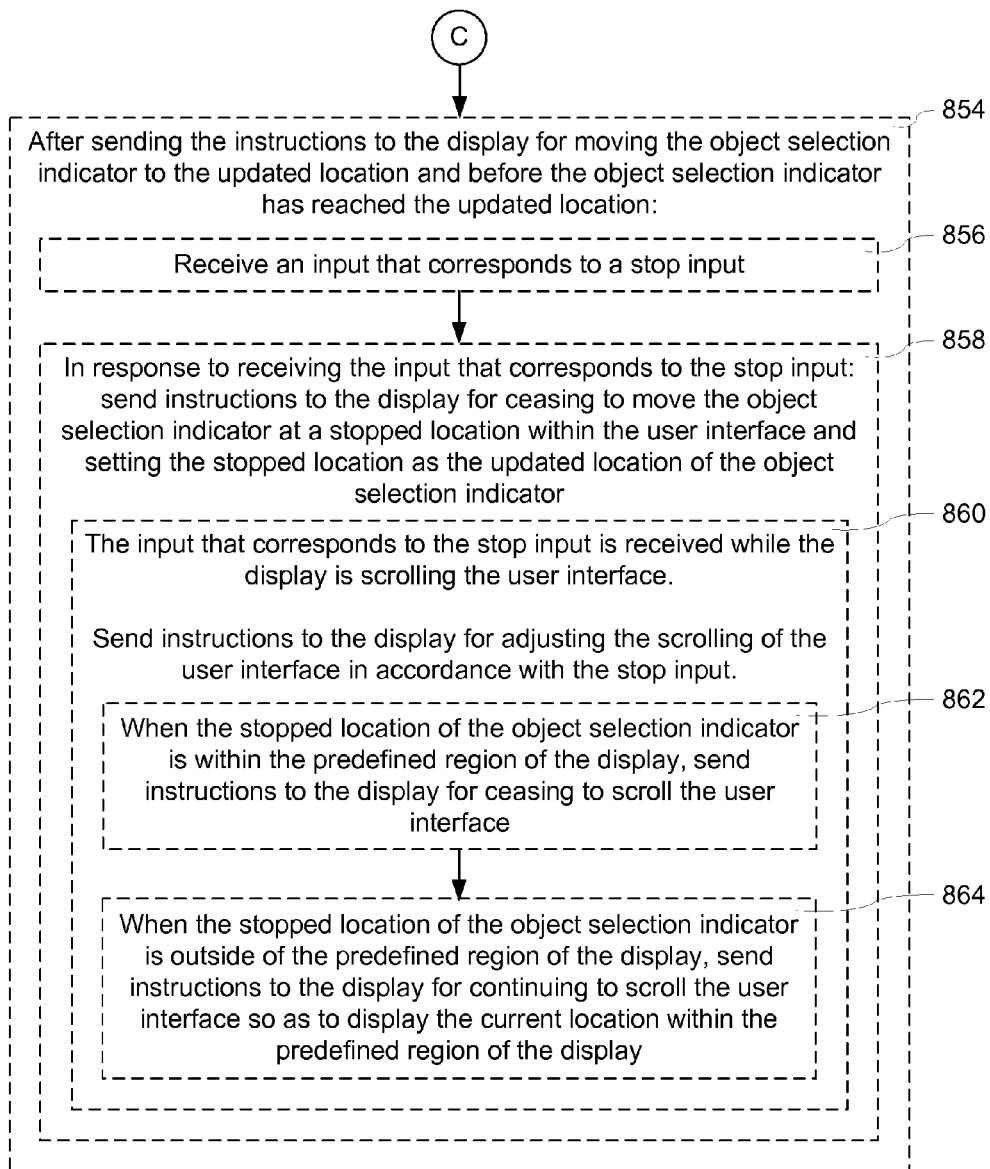 C
854
After sending the instructions to the display for moving the object selection
indicator to the updated location and before the object selection indicator
has reached the updated location:
856
Receive an input that corresponds to a stop input
858
In response to receiving the input that corresponds to the stop input:
send instructions to the display for ceasing to move the object
selection indicator at a stopped location within the user interface and
setting the stopped location as the updated location of the object
selection indicator
860
The input that corresponds to the stop input is received while the
display is scrolling the user interface.
Send instructions to the display for adjusting the scrolling of the
user interface in accordance with the stop input.
862
When the stopped location of the object selection indicator
is within the predefined region of the display, send
instructions to the display for ceasing to scroll the user
interface
864
When the stopped location of the object selection indicator
is outside of the predefined region of the display, send
instructions to the display for continuing to scroll the user
interface so as to display the current location within the
predefined region of the display